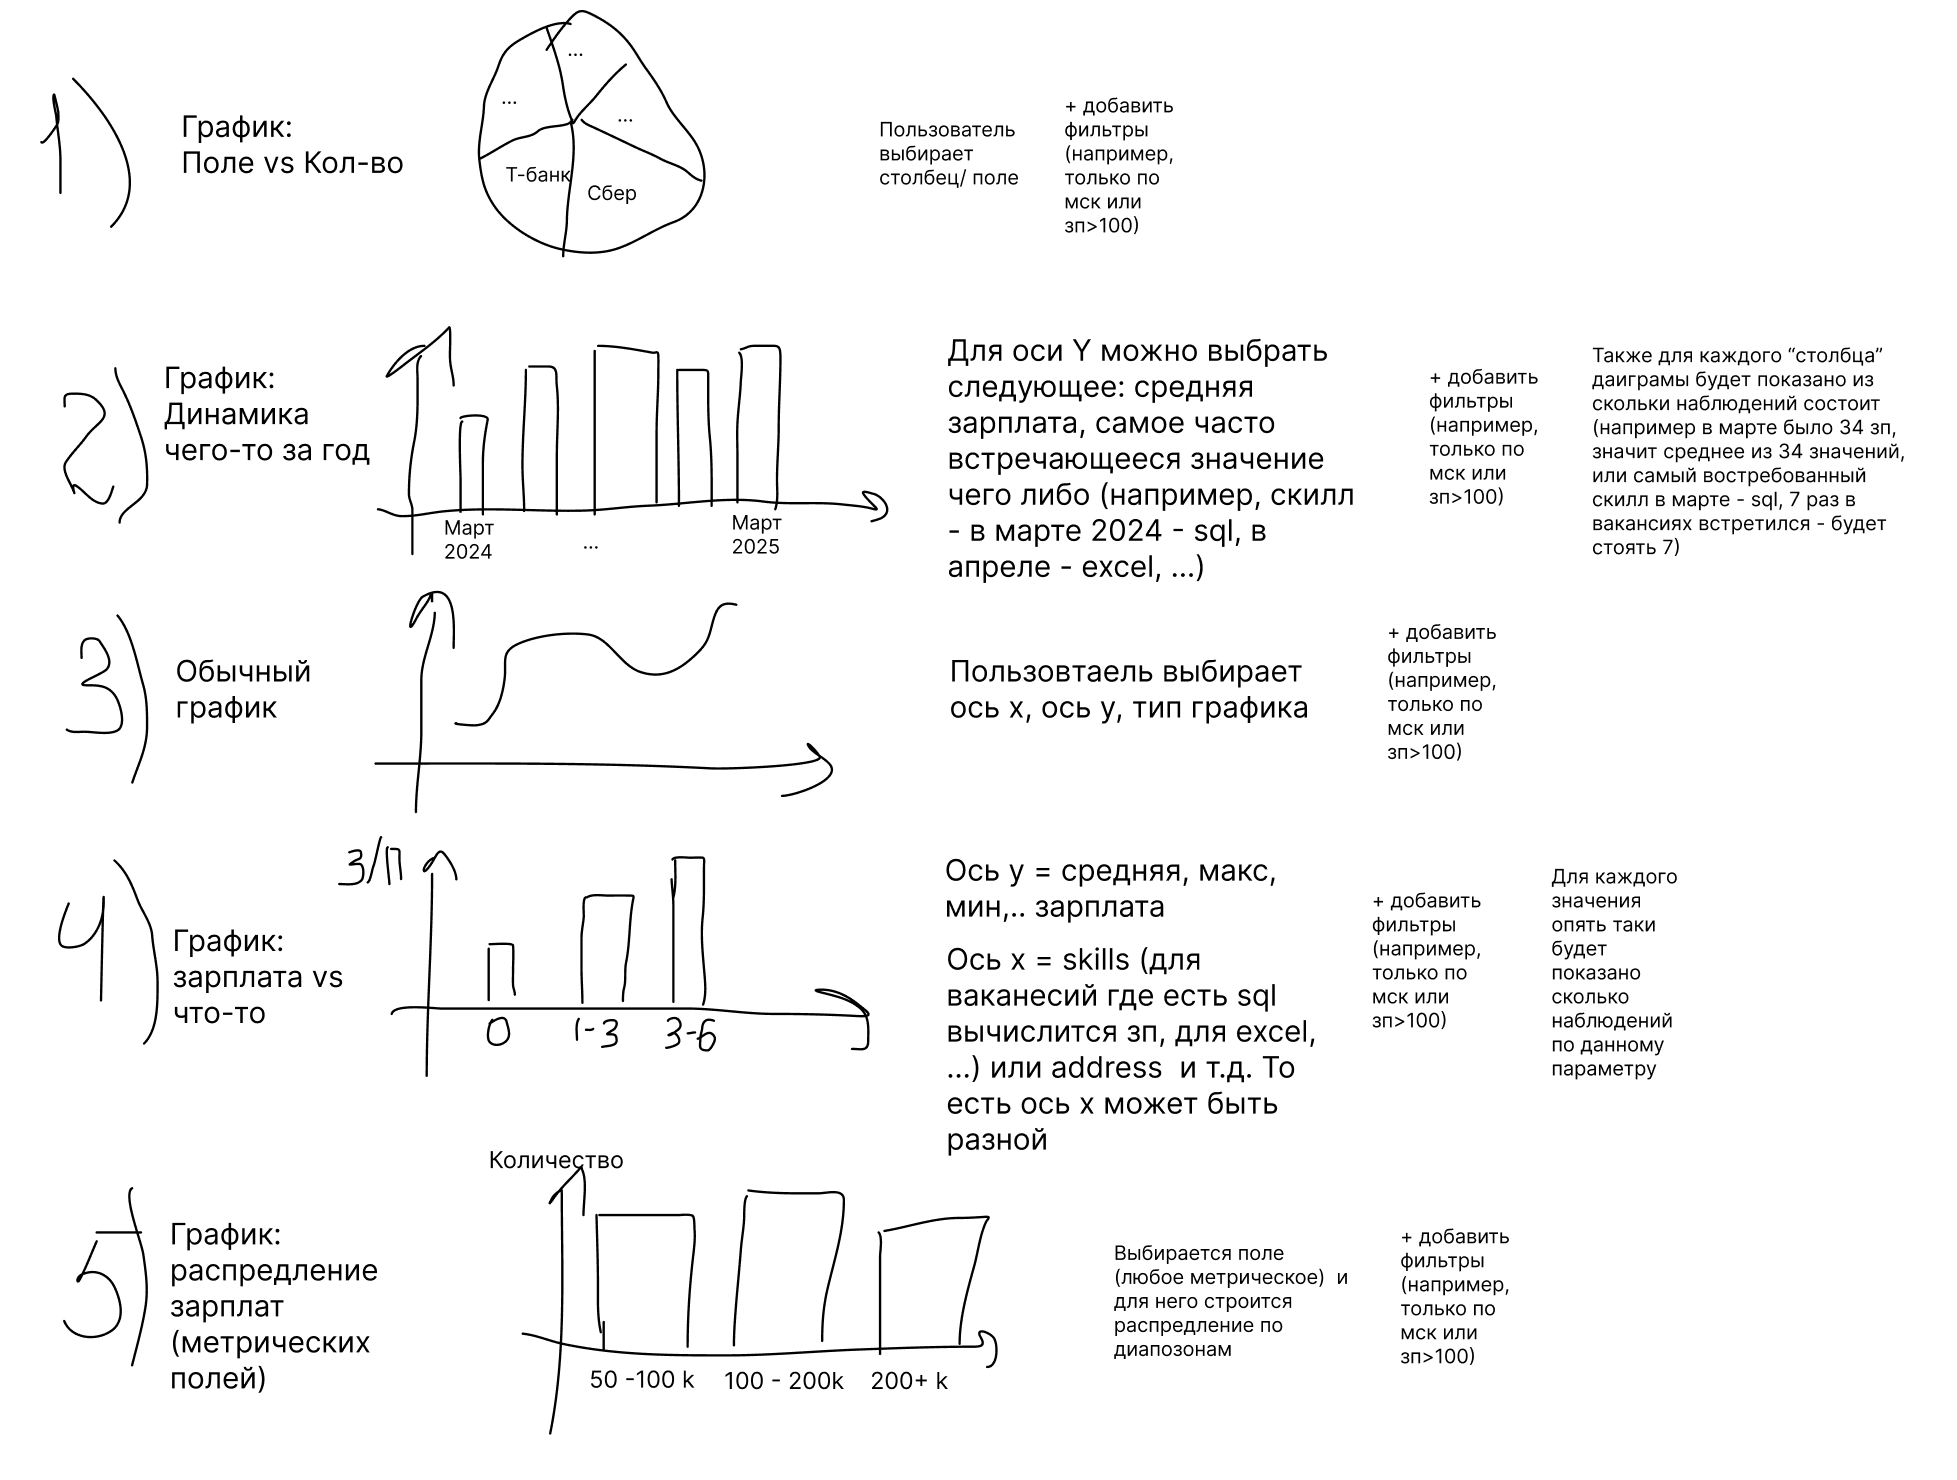 1)
График:
Поле vs Кол-во
...
...
...
Т-банк
Сбер
Пользователь
выбирает
столбец/ поле
+ добавить
фильтры
(например,
только по
мск или
зп>100)
2)
График:
Динамика
чего-то за год
Март
2024
...
Март
2025
Для оси Y можно выбрать
следующее: средняя
зарплата, самое часто
встречающееся значение
чего либо (например, скилл
- в марте 2024 - sql, в
апреле - excel, ...)
+ добавить
фильтры
(например,
только по
мск или
зп>100)
Также для каждого “столбца”
даиграмы будет показано из
скольки наблюдений состоит
(например в марте было 34 зп,
значит среднее из 34 значений,
или самый востребованный
скилл в марте - sql, 7 раз в
вакансиях встретился - будет
стоять 7)
3)
Обычный
график
Пользовтаель выбирает
ось x, ось y, тип графика
+ добавить
фильтры
(например,
только по
мск или
зп>100)
4)
График:
зарплата vs
что-то
З/П
0
1-3
3-6
Ось y = средняя, макс,
мин,.. зарплата
Ось x = skills (для
ваканесий где есть sql
вычислится зп, для excel,
...) или address и т.д. То
есть ось x может быть
разной
+ добавить
фильтры
(например,
только по
мск или
зп>100)
Для каждого
значения
опять таки
будет
показано
сколько
наблюдений
по данному
параметру
5)
График:
распредление
зарплат
(метрических
полей)
Количество
50 -100 k
100 - 200k
200+ k
Выбирается поле
(любое метрическое) и
для него строится
распредление по
диапозонам
+ добавить
фильтры
(например,
только по
мск или
зп>100)